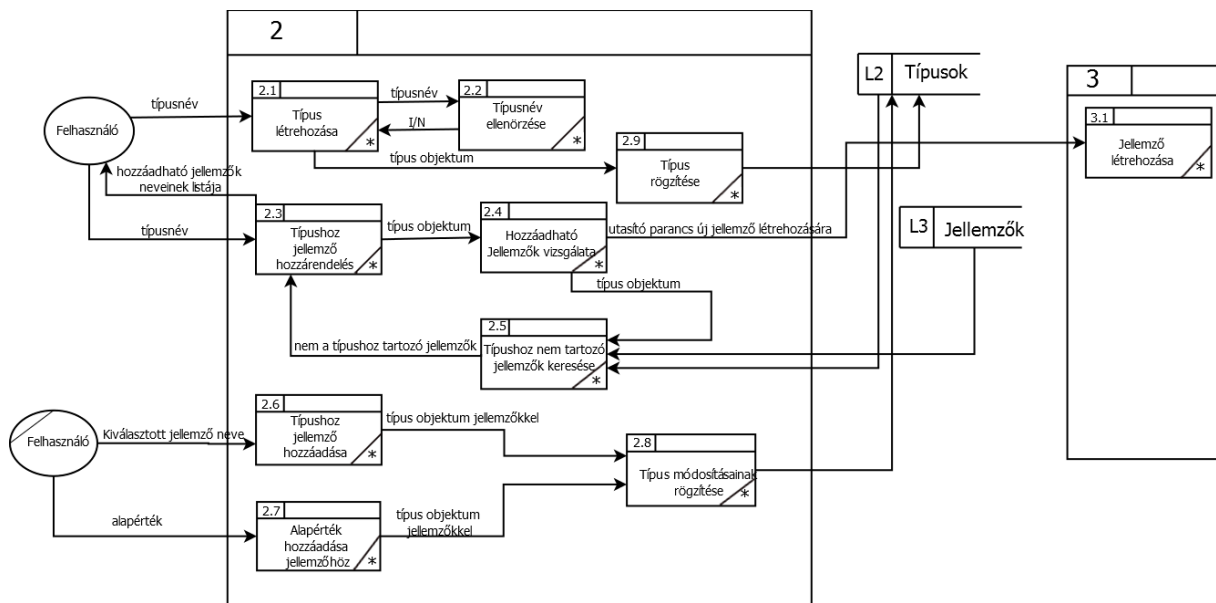 2
L2
Típusok
3
2.1
Típus
létrehozása
*
típusnév
2.2
Típusnév
ellenörzése
*
I/N
típusnév
Felhasználó
3.1
Jellemző
létrehozása
*
típus objektum
2.9
Típus
rögzítése
*
hozzáadható jellemzők
neveinek listája
2.3
Típushoz
jellemző
hozzárendelés
*
típusnév
típus objektum
2.4
Hozzáadható
Jellemzők vizsgálata
*
utasító parancs új jellemző létrehozására
L3
Jellemzők
típus objektum
2.5
Típushoz nem tartozó
jellemzők keresése
*
nem a típushoz tartozó jellemzők
2.6
Típushoz
jellemző
hozzáadása
*
típus objektum jellemzőkkel
Felhasználó
Kiválasztott jellemző neve
2.8
Típus módosításainak
rögzítése
*
2.7
Alapérték
hozzáadása
jellemzőhöz
*
alapérték
típus objektum
jellemzőkkel